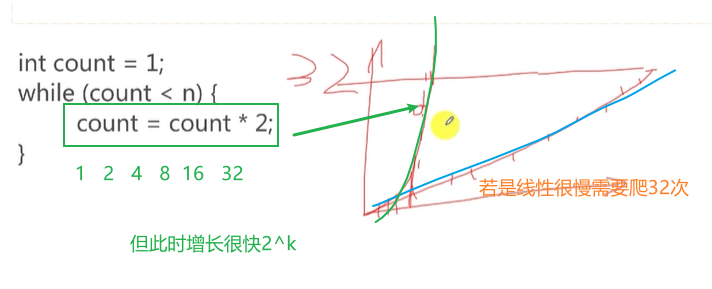 int count = 1;
while (count < n) {
count = count * 2;
}
1 2 4 8 16 32
但此时增长很快2^k
32
n
若是线性很慢需要爬32次